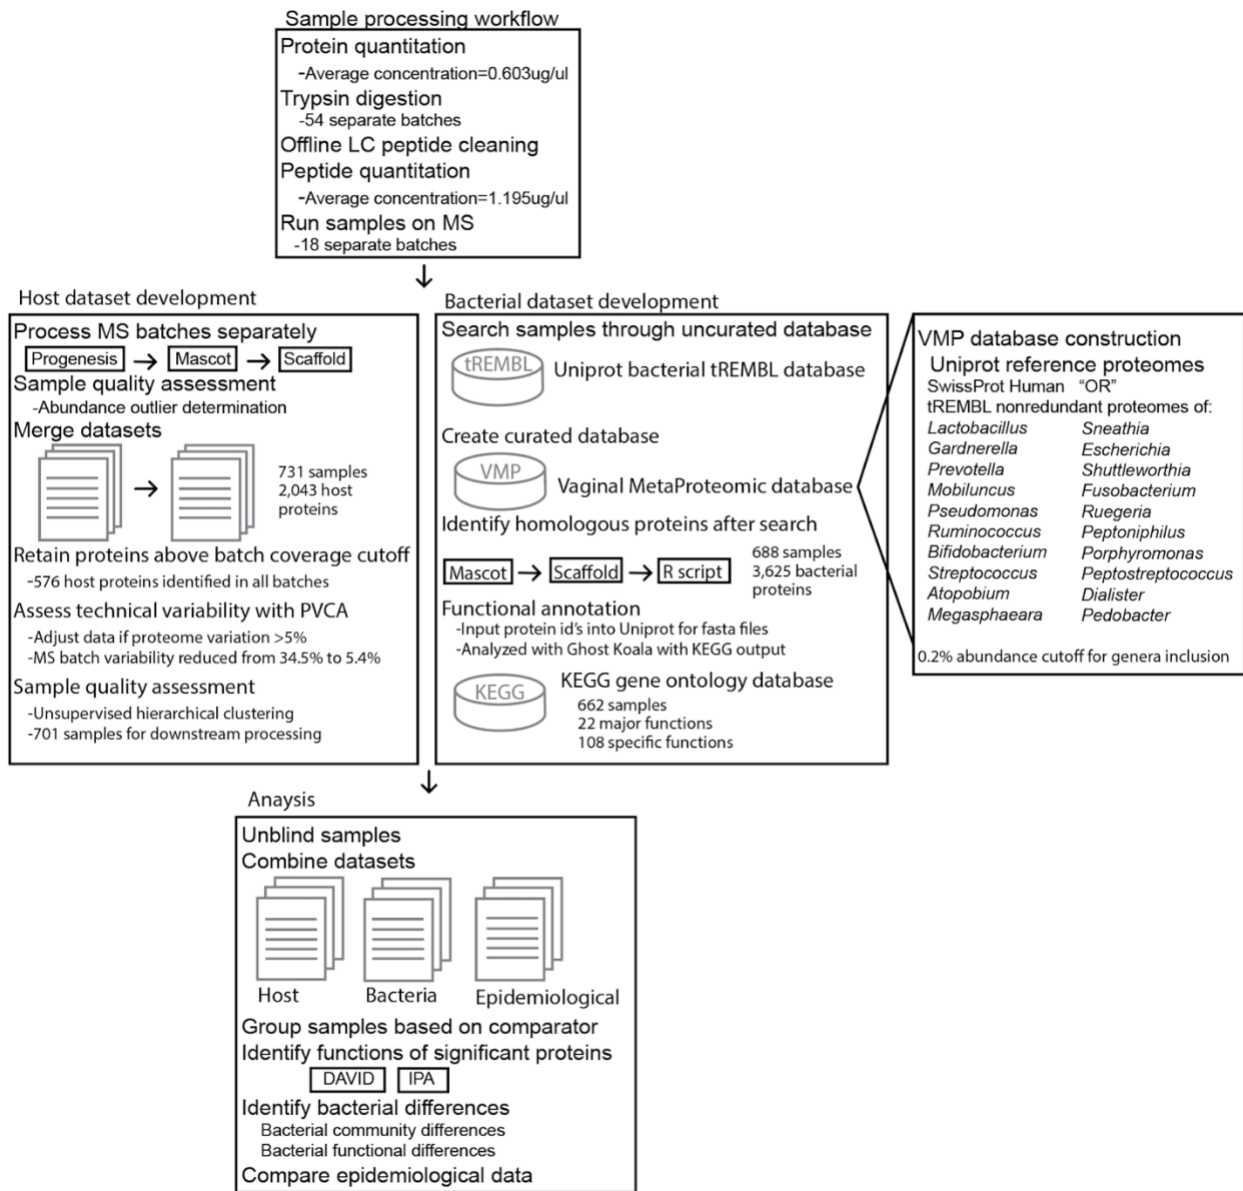 Sample processing workflow
Protein quantitation
-Average concentration=0.603ug/ul
Trypsin digestion
-54 separate batches
Offline LC peptide cleaning
Peptide quantitation
-Average concentration=1.195ug/ul
Run samples on MS
-18 separate batches
Host dataset development
Process MS batches separately
Progenesis
Mascot
Scaffold
Sample quality assessment
-Abundance outlier determination
Merge datasets
731 samples
2,043 host
proteins
Retain proteins above batch coverage cutoff
-576 host proteins identified in all batches
Assess technical variability with PVCA
-Adjust data if proteome variation >5%
-MS batch variability reduced from 34.5% to 5.4%
Sample quality assessment
-Unsupervised hierarchical clustering
-701 samples for downstream processing
Bacterial dataset development
Search samples through uncurated database
tREMBL
Uniprot bacterial tREMBL database
Create curated database
VMP
Vaginal MetaProteomic database
Identify homologous proteins after search
Mascot
Scaffold
R script
688 samples
3,625 bacterial
proteins
Functional annotation
-Input protein id's into Uniprot for fasta files
-Analyzed with Ghost Koala with KEGG output
KEGG
KEGG gene ontology database
662 samples
22 major functions
108 specific functions
VMP database construction
Uniprot reference proteomes
SwissProt Human "OR"
tREMBL nonredundant proteomes of:
Lactobacillus Sneathia
Gardnerella Escherichia
Prevotella Shuttleworthia
Mobiluncus Fusobacterium
Pseudomonas Ruegeria
Ruminococcus Peptoniphilus
Bifidobacterium Porphyromonas
Streptococcus Peptostreptococcus
Atopobium Dialister
Megasphaeara Pedobacter
0.2% abundance cutoff for genera inclusion
Anaysis
Unblind samples
Combine datasets
Host
Bacteria
Epidemiological
Group samples based on comparator
Identify functions of significant proteins
DAVID
IPA
Identify bacterial differences
Bacterial community differences
Bacterial functional differences
Compare epidemiological data